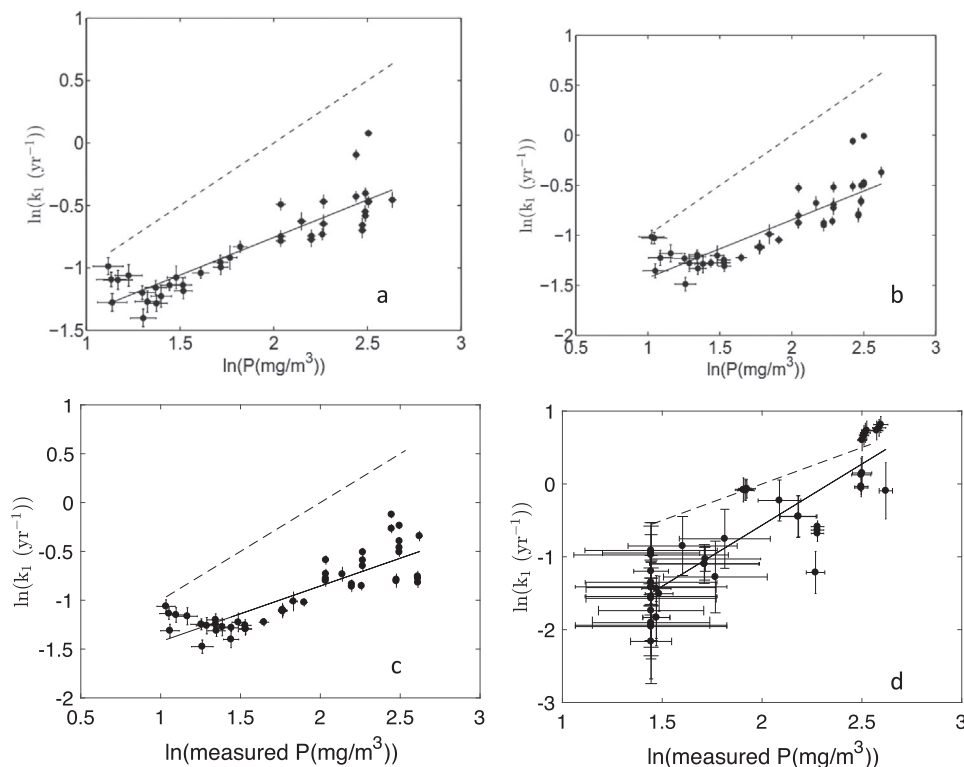 1
0.5
0
−0.5
−1.0
−1.5
ln(k₁ (yr⁻¹))
a
1 1.5 2 2.5 3
ln(P(mg/m³))
1
0.5
0
−0.5
−1
−1.5
−2
ln(k₁ (yr⁻¹))
b
0.5 1 1.5 2 2.5 3
ln(P(mg/m³))
1
0.5
0
-0.5
-1
-1.5
-2
ln(k₁ (yr⁻¹))
c
0.5 1 1.5 2 2.5 3
ln(measured P(mg/m³))
1
0
-1
-2
-3
ln(k₁ (yr⁻¹))
d
1 1.5 2 2.5 3
ln(measured P(mg/m³))